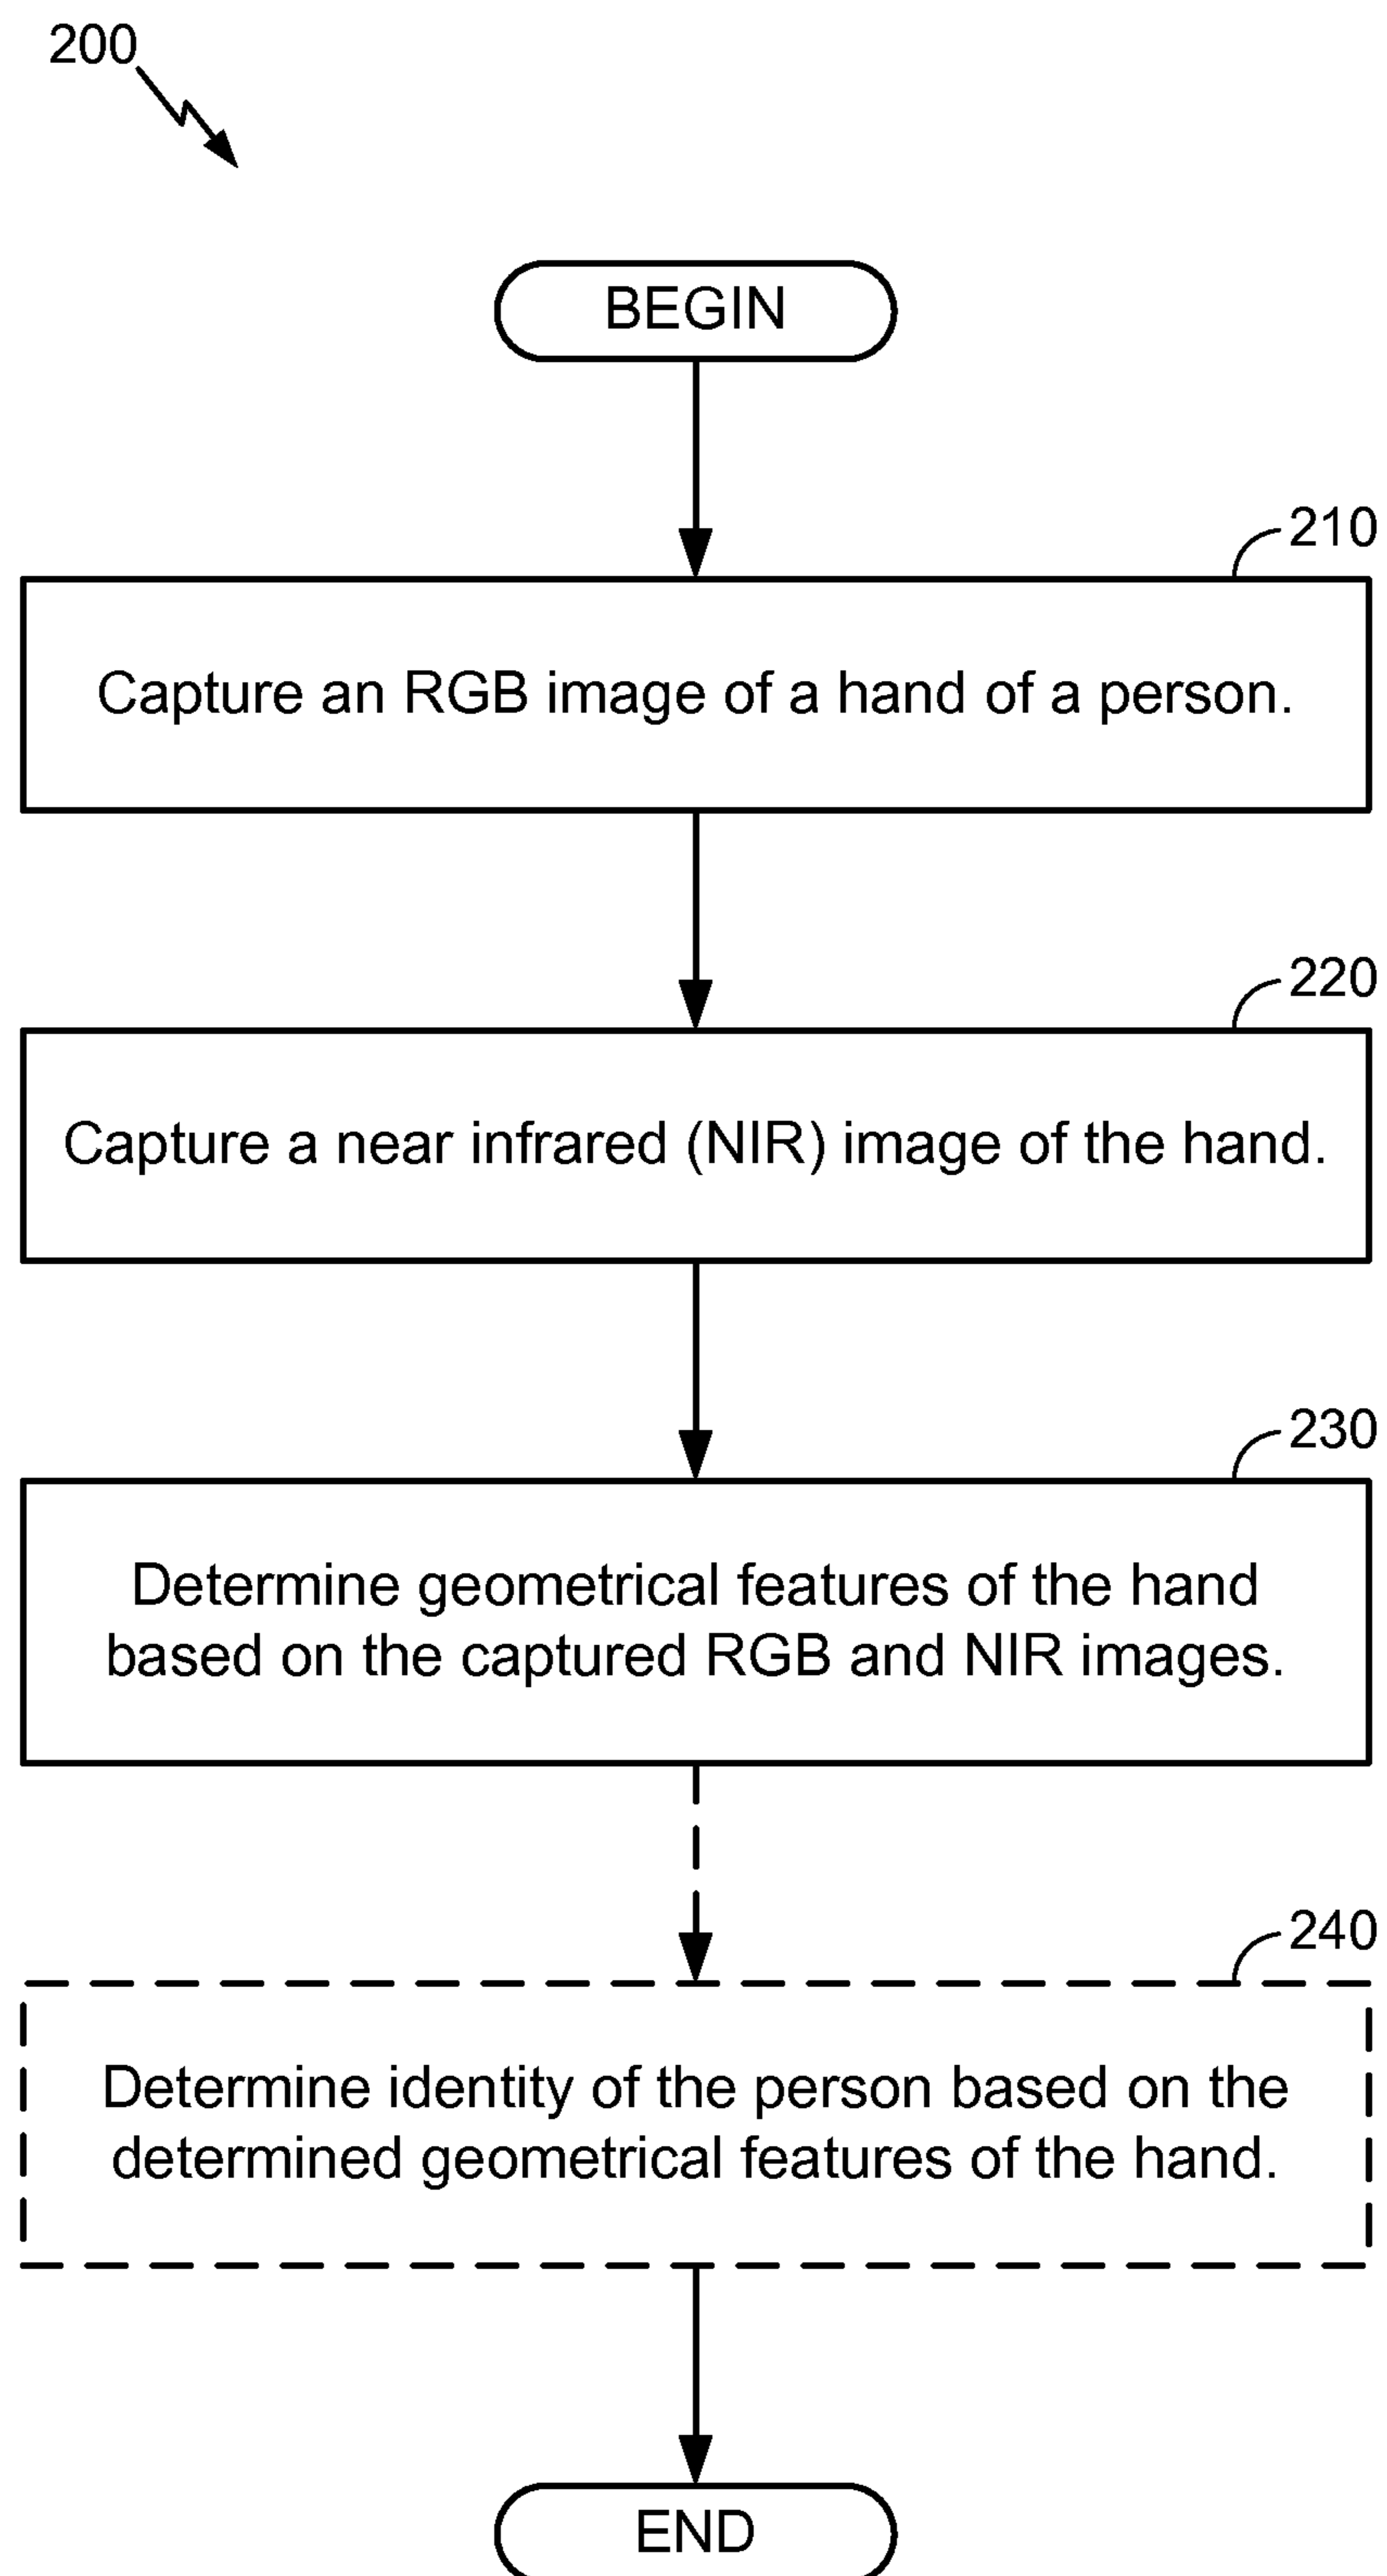 200
BEGIN
210
Capture an RGB image of a hand of a person.
220
Capture a near infrared (NIR) image of the hand.
230
Determine geometrical features of the hand
based on the captured RGB and NIR images.
240
Determine identity of the person based on the
determined geometrical features of the hand.
END